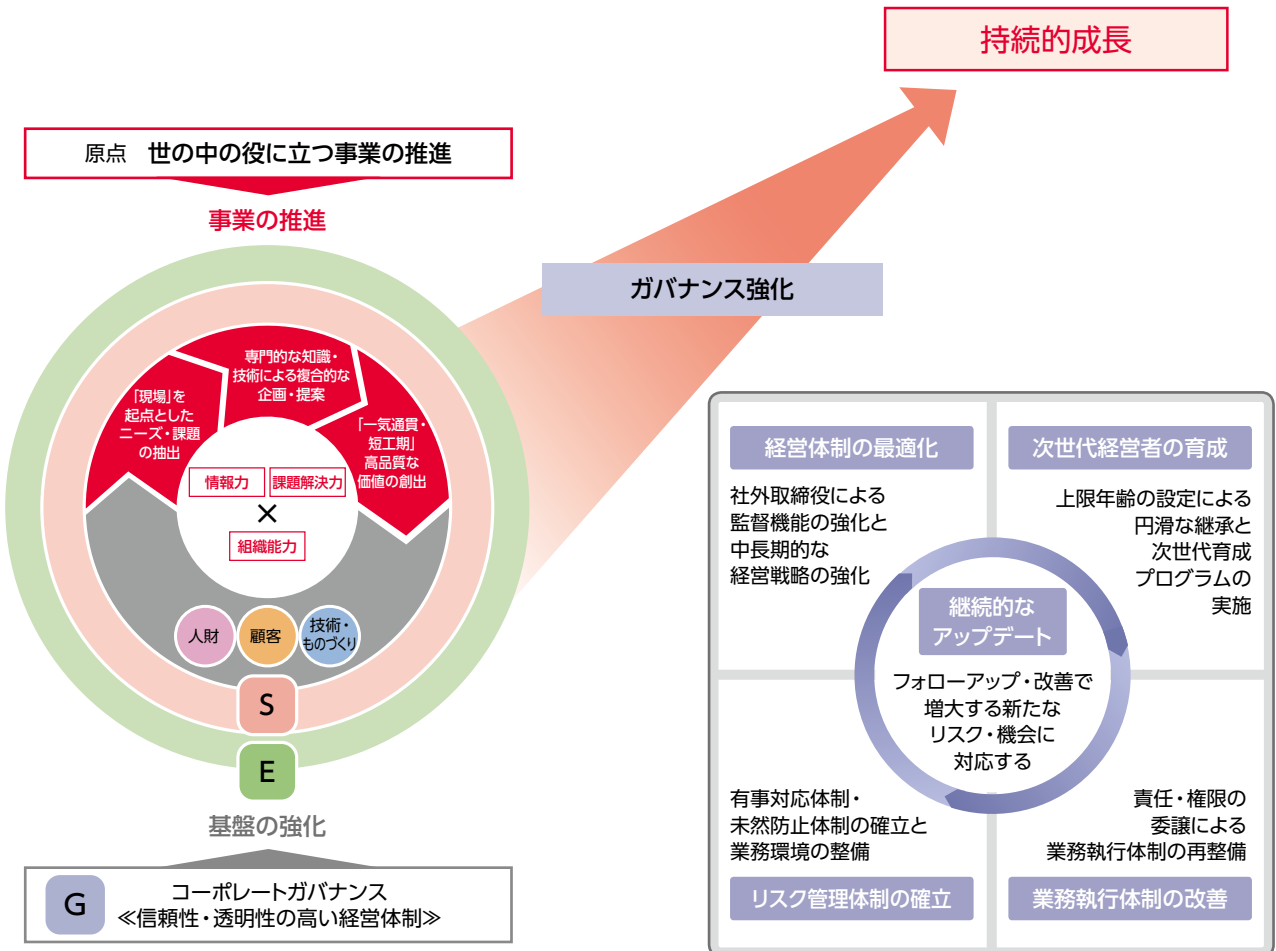 持続的成長
原点 世の中の役に立つ事業の推進
事業の推進
ガバナンス強化
「現場」を
起点とした
ニーズ・課題
の抽出
専門的な知識・
技術による複合的な
企画・提案
「一気通貫・
短工期」
高品質な
価値の創出
情報力
課題解決力
×
組織能力
人財
顧客
技術・
ものづくり
S
E
基盤の強化
G
コーポレートガバナンス
≪信頼性・透明性の高い経営体制≫
経営体制の最適化
社外取締役による
監督機能の強化と
中長期的な
経営戦略の強化
次世代経営者の育成
上限年齢の設定による
円滑な継承と
次世代育成
プログラムの
実施
継続的な
アップデート
フォローアップ・改善で
増大する新たな
リスク・機会に
対応する
有事対応体制・
未然防止体制の確立と
業務環境の整備
リスク管理体制の確立
責任・権限の
委譲による
業務執行体制の再整備
業務執行体制の改善